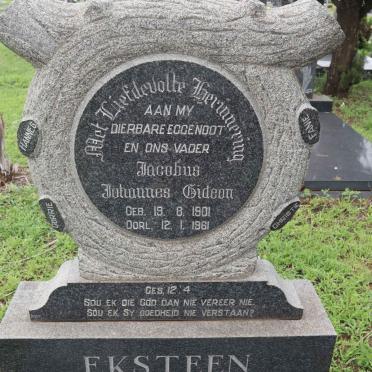 Met Liefdevolle Herinnering
AAN MY
DIERBARE EGGENOOT
EN ONS VADER
Jacobus
Johannes Gideon
GEB. 19. 6. 1901
OORL. 12. 1. 1961
GES. 12: 4
SOU EK DIE GOD DAN NIE VEREER NIE,
SOU EK SY GOEDHEID NIE VERSTAAN?
EKSTEEN